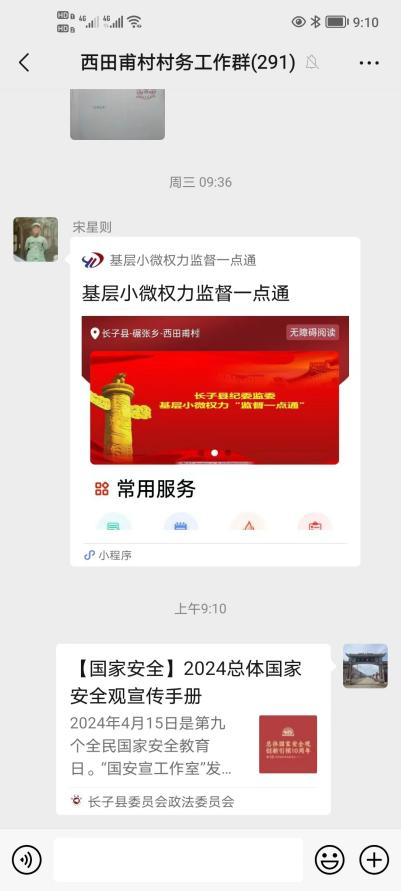 9:10
西田甫村村务工作群(291)
周三 09:36
宋星则
基层小微权力监督一点通
基层小微权力监督一点通
长子县-碾张乡-西田甫村
无障碍阅读
长子县纪委监委
基层小微权力“监督一点通”
常用服务
小程序
上午9:10
【国家安全】2024总体国家
安全观宣传手册
2024年4月15日是第九
个全民国家安全教育
日。“国安宣工作室”发...
总体国家安全观
创新引领10周年
长子县委员会政法委员会